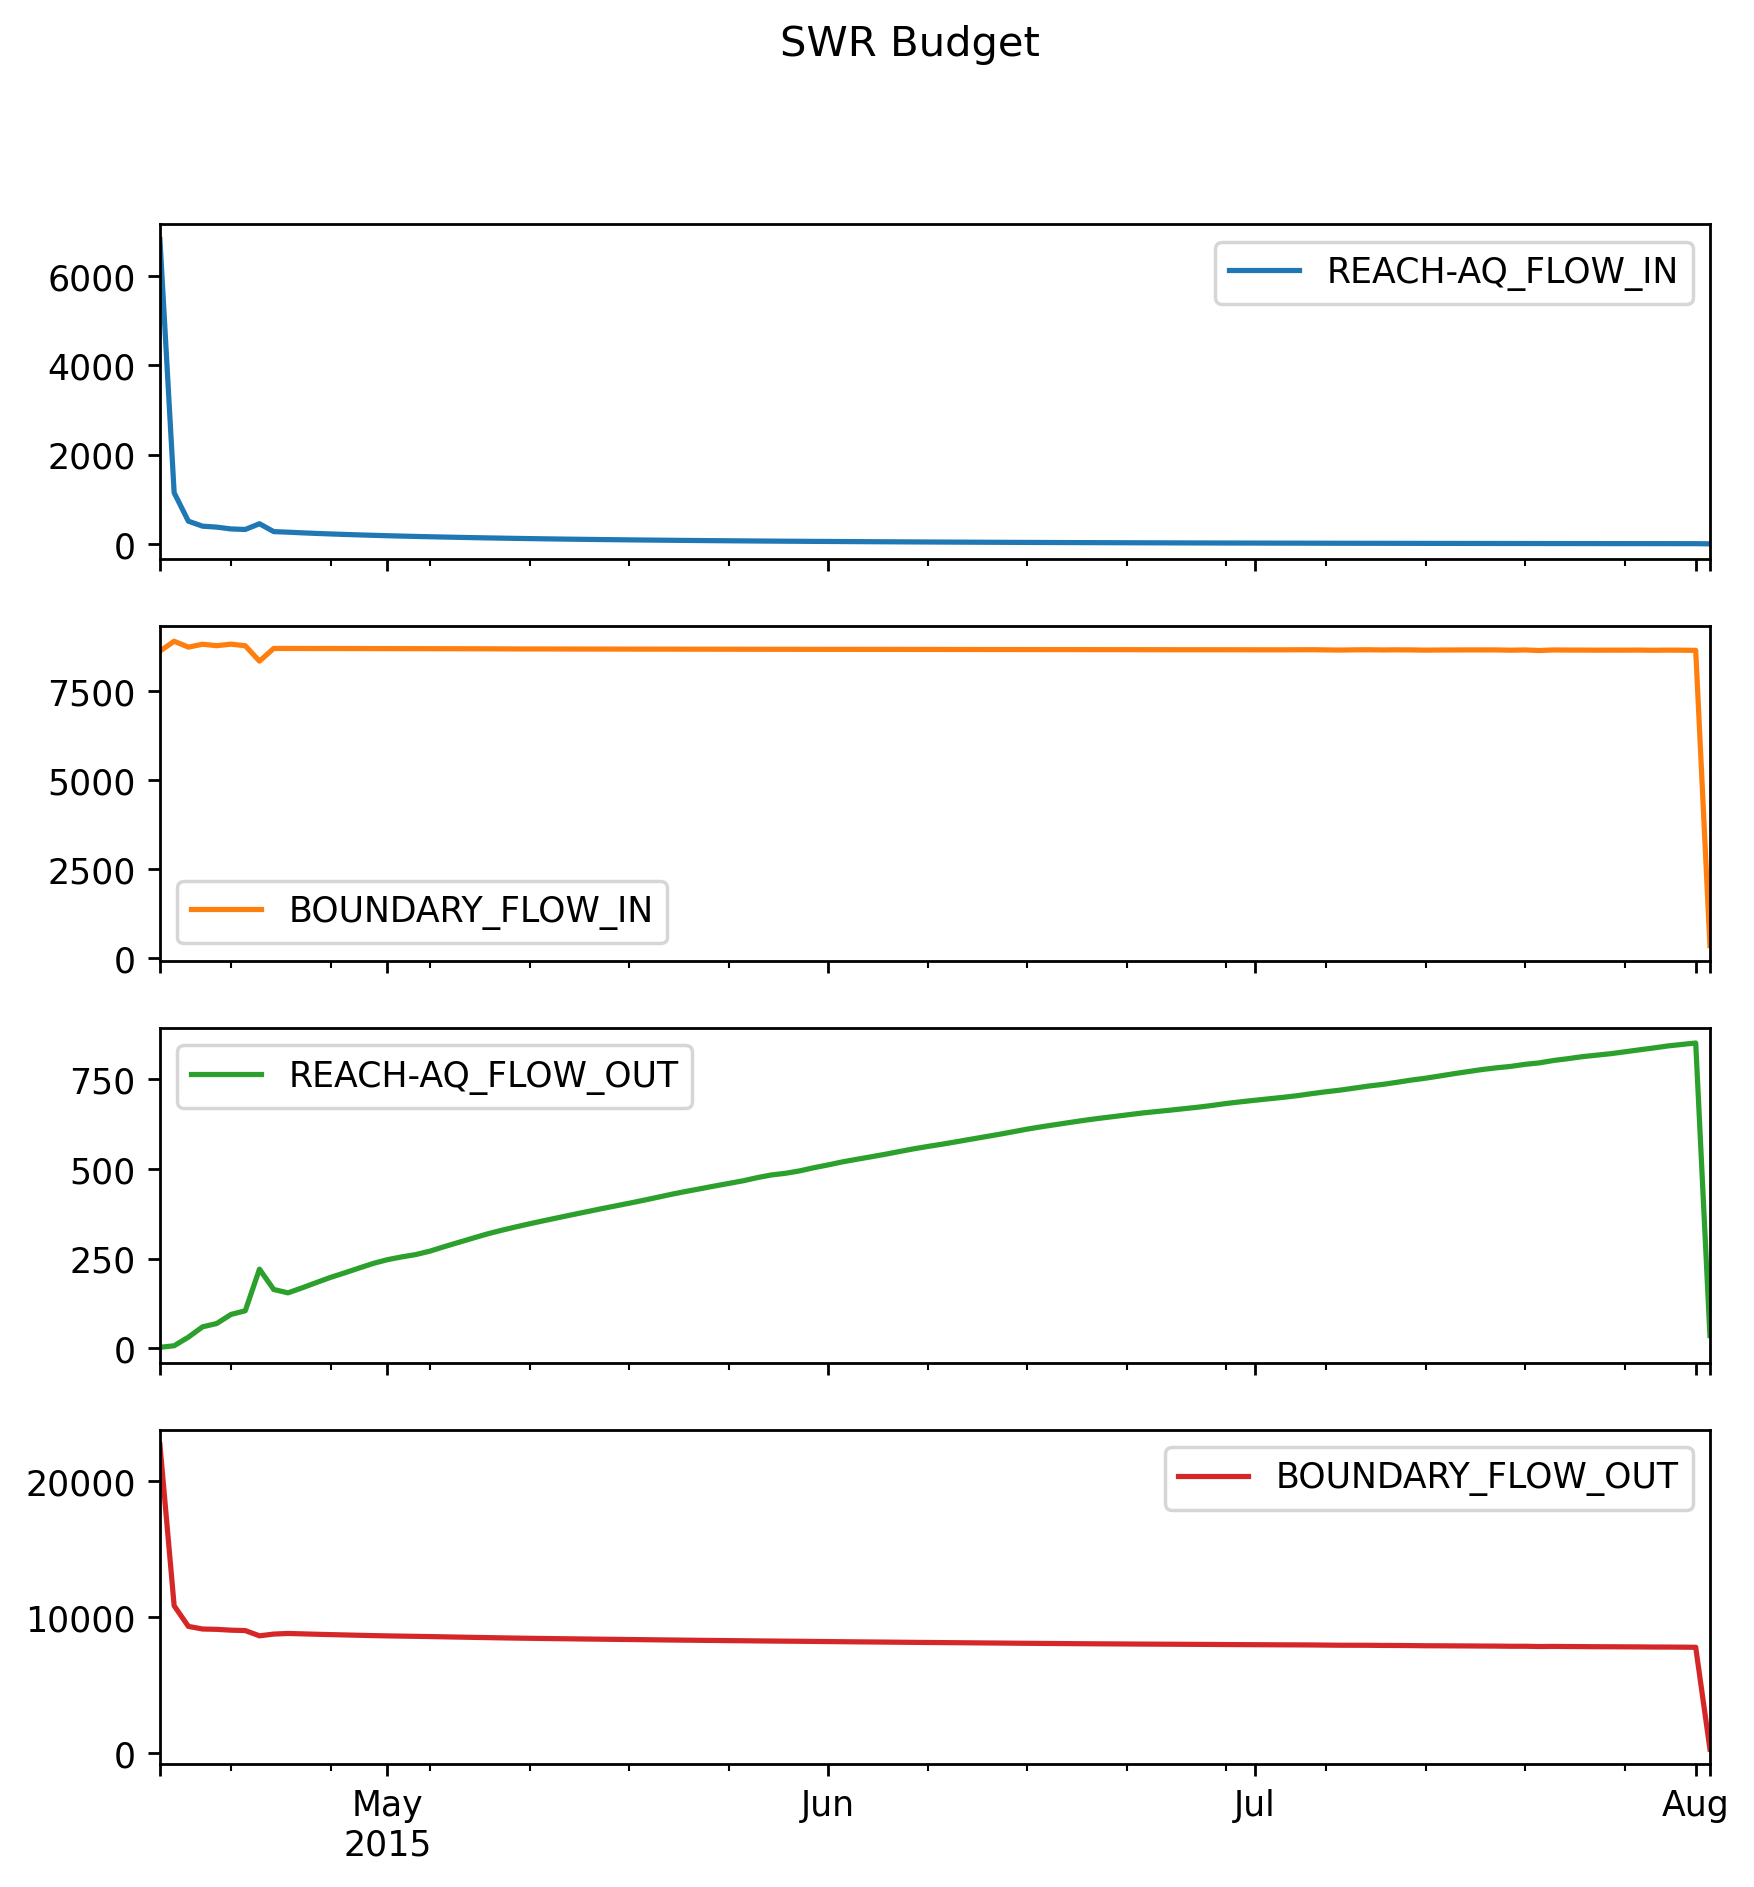 SWR Budget
6000
4000
2000
0
REACH-AQ_FLOW_IN
7500
5000
2500
0
BOUNDARY_FLOW_IN
750
500
250
0
REACH-AQ_FLOW_OUT
20000
10000
0
BOUNDARY_FLOW_OUT
May Jun Jul Aug
2015